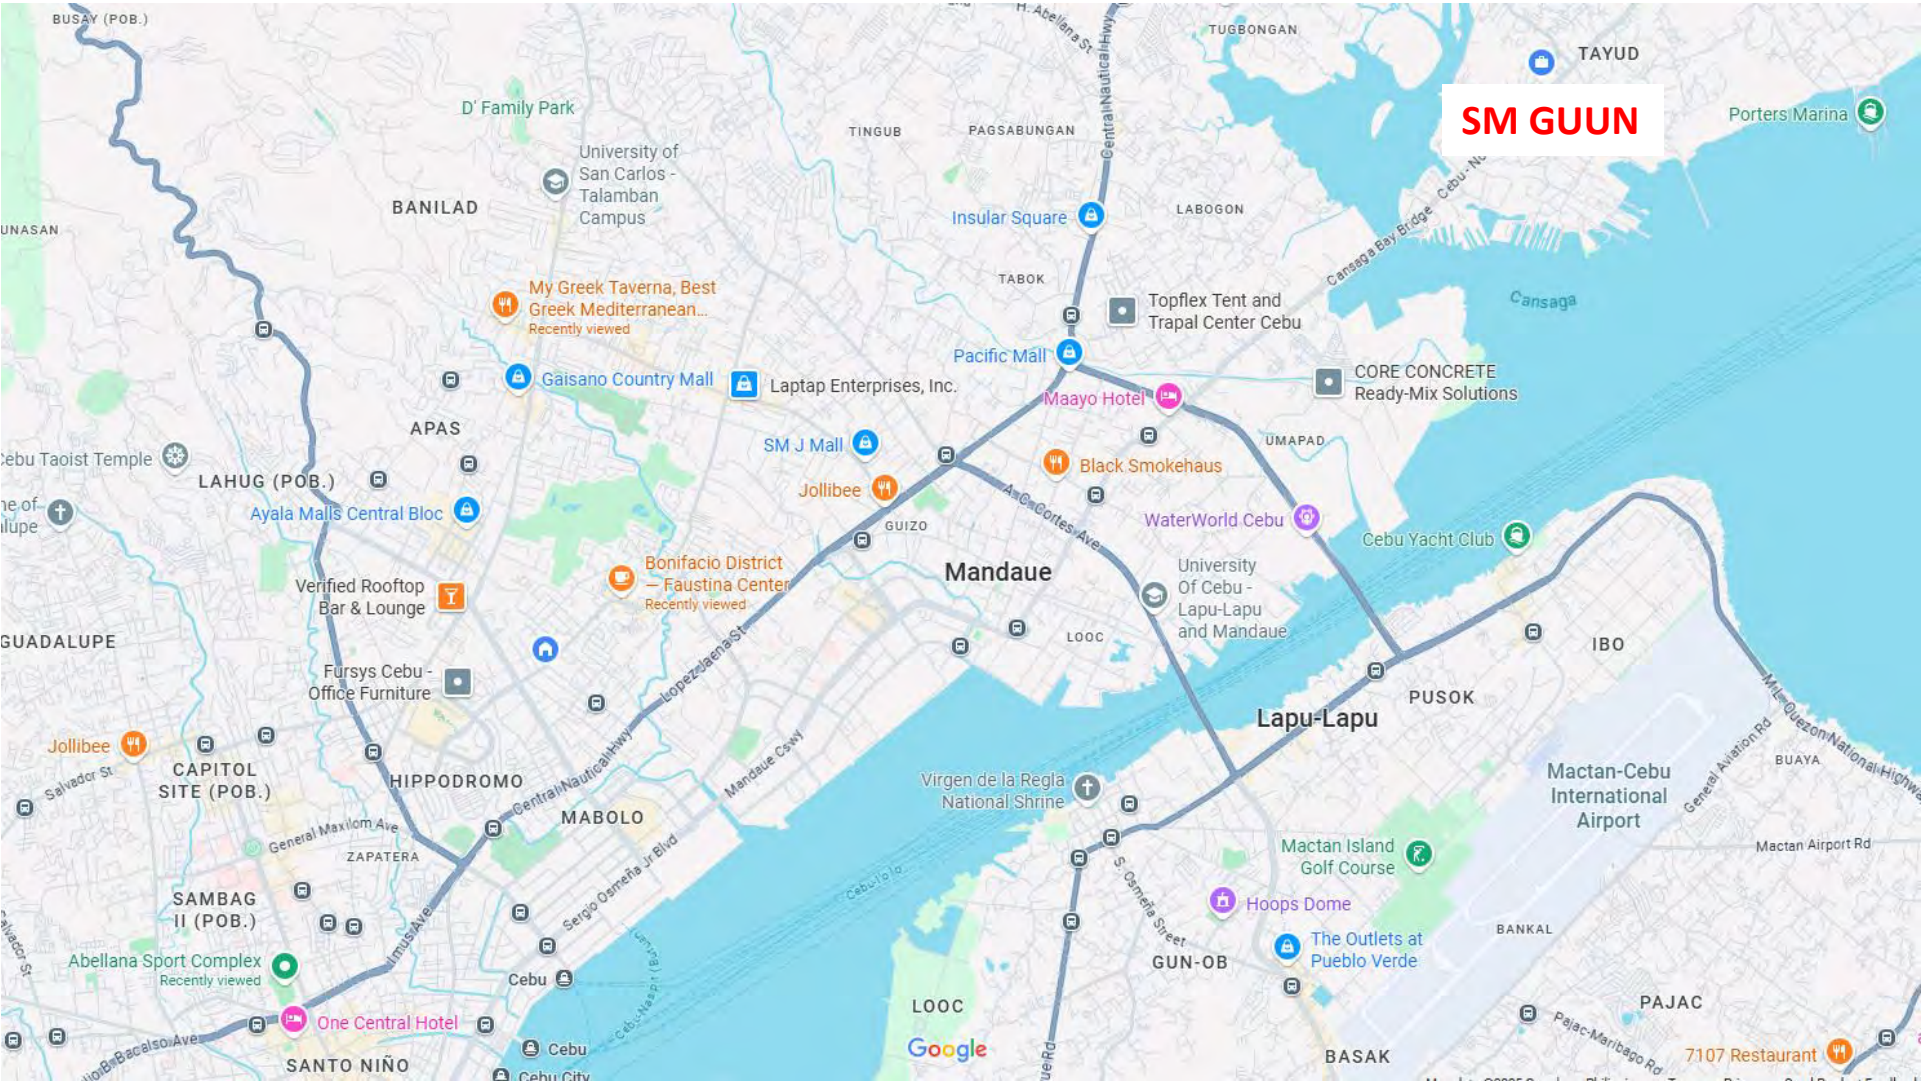 BUSAY (POB.)
H. Abellana St
Central Nautical Hwy
TUGBONGAN
TAYUD
SM GUUN
Porters Marina
D' Family Park
TINGUB
PAGSABUNGAN
University of
San Carlos -
Talamban
Campus
BANILAD
UNASAN
Insular Square
LABOGON
Cansaga Bay Bridge
TABOK
Cansaga
My Greek Taverna, Best
Greek Mediterranean...
Recently viewed
Topflex Tent and
Trapal Center Cebu
Pacific Mall
Gaisano Country Mall
Laptap Enterprises, Inc.
CORE CONCRETE
Ready-Mix Solutions
Maayo Hotel
APAS
SM J Mall
UMAPAD
Cebu Taoist Temple
LAHUG (POB.)
Black Smokehaus
Jollibee
A. C. Cortes Ave
Ayala Malls Central Bloc
GUIZO
WaterWorld Cebu
Cebu Yacht Club
Bonifacio District
— Faustina Center
Recently viewed
Mandaue
University
Of Cebu -
Lapu-Lapu
and Mandaue
Verified Rooftop
Bar & Lounge
GUADALUPE
LOOC
IBO
Lopez Jaena St
Fursys Cebu -
Office Furniture
PUSOK
M.L. Quezon National Highway
Lapu-Lapu
Jollibee
Salvador St
CAPITOL
SITE (POB.)
HIPPODROMO
Central Nautical Hwy
Mandaue Cswy
Virgen de la Regla
National Shrine
Mactan-Cebu
International
Airport
General Aviation Rd
BUAYA
MABOLO
General Maxilom Ave
ZAPATERA
Mactan Island
Golf Course
Mactan Airport Rd
Sergio Osmeña Jr Blvd
SAMBAG
II (POB.)
S. Osmeña Street
Hoops Dome
Salvador St
Imus Ave
BANKAL
The Outlets at
Pueblo Verde
GUN-OB
Abellana Sport Complex
Recently viewed
Cebu
LOOC
PAJAC
One Central Hotel
Pajac-Maribago Rd
Cebu
Google
BASAK
7107 Restaurant
SANTO NIÑO
Cebu City